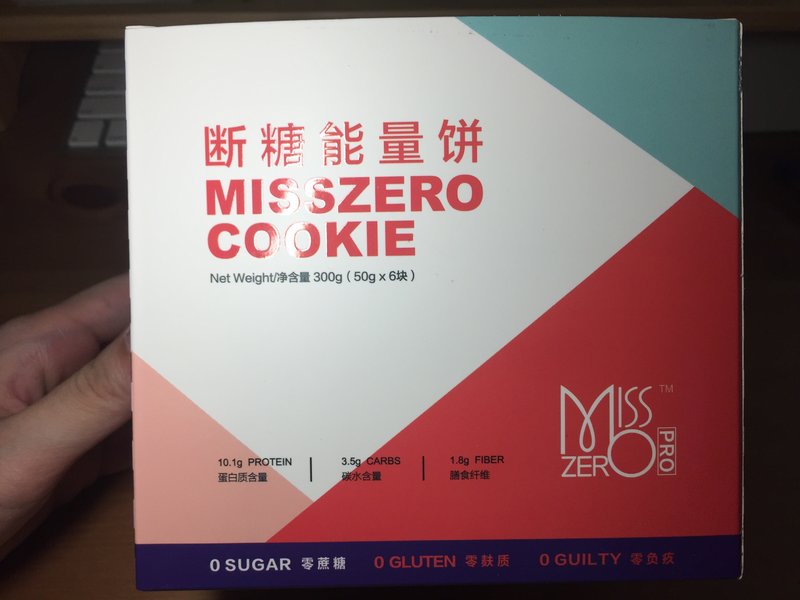 断糖能量饼
MISSZERO
COOKIE
Net Weight/净含量 300g（50g x 6块）
MISS
ZERO
PRO
TM
10.1g PROTEIN
蛋白质含量
3.5g CARBS
碳水含量
1.8g FIBER
膳食纤维
0 SUGAR 零蔗糖 0 GLUTEN 零麸质 0 GUILTY 零负疚